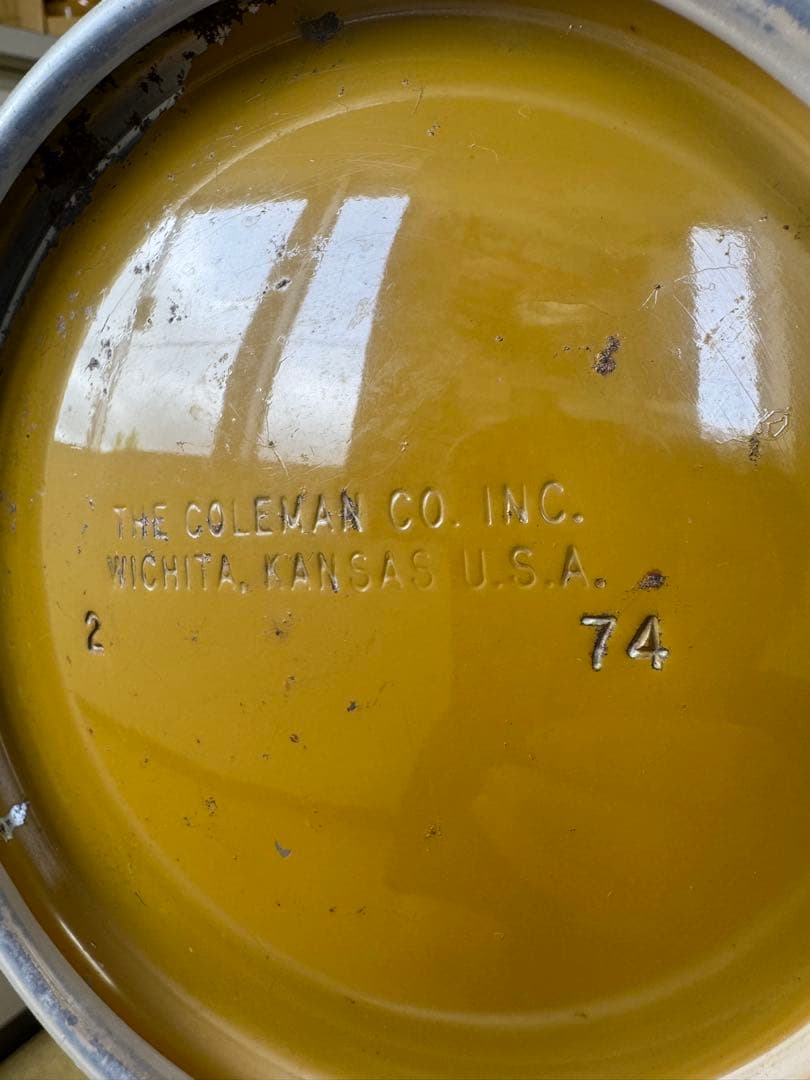 THE COLEMAN CO. INC.
WICHITA, KANSAS U.S.A.
2 74